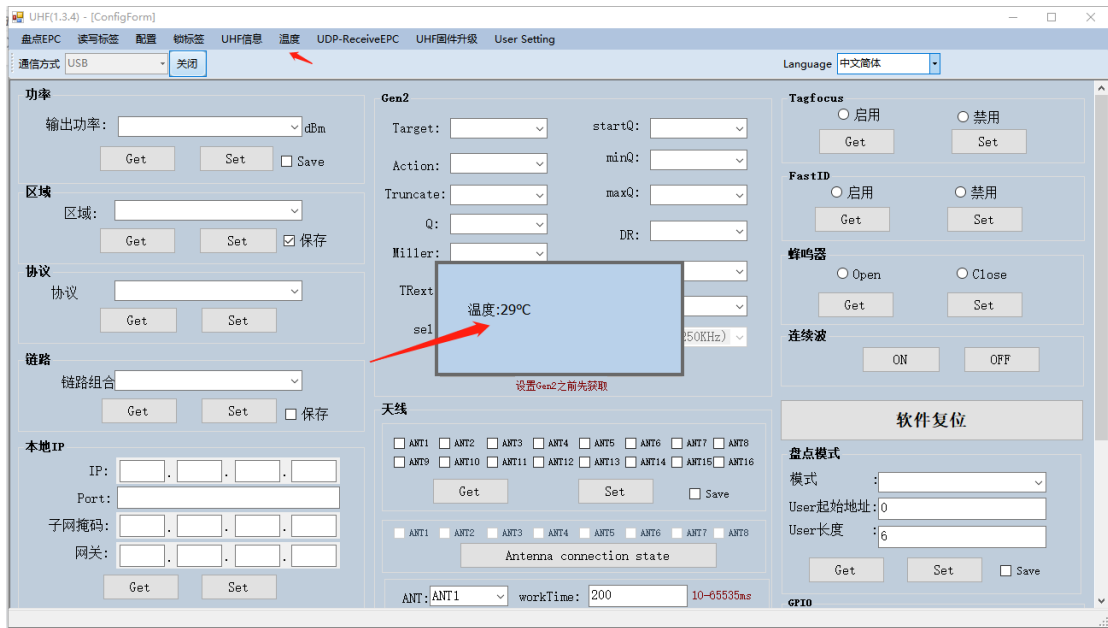 UHF(1.3.4) - [ConfigForm]
盘点EPC 读写标签 配置 锁标签 UHF信息 温度 UDP-ReceiveEPC UHF固件升级 User Setting
通信方式 USB 关闭 Language 中文简体
功率
输出功率: dBm
Get Set Save
区域
区域:
Get Set 保存
协议
协议
Get Set
链路
链路组合
Get Set 保存
本地IP
IP: . . .
Port:
子网掩码: . . .
网关: . . .
Get Set
Gen2
Target: startQ:
Action: minQ:
Truncate: maxQ:
Q: DR:
Miller:
TRext
sel
250KHz)
温度:29℃
设置Gen2之前先获取
天线
ANT1 ANT2 ANT3 ANT4 ANT5 ANT6 ANT7 ANT8
ANT9 ANT10 ANT11 ANT12 ANT13 ANT14 ANT15 ANT16
Get Set Save
ANT1 ANT2 ANT3 ANT4 ANT5 ANT6 ANT7 ANT8
Antenna connection state
ANT: ANT1 workTime: 200 10-65535ms
Tagfocus
启用 禁用
Get Set
FastID
启用 禁用
Get Set
蜂鸣器
Open Close
Get Set
连续波
ON OFF
软件复位
盘点模式
模式 :
User起始地址: 0
User长度 : 6
Get Set Save
GPIO